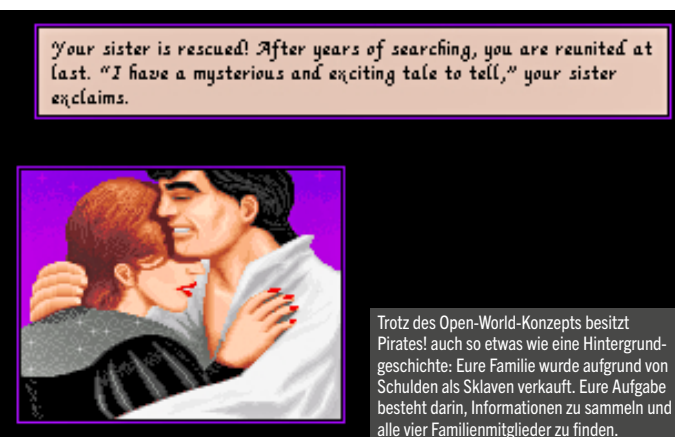 Your sister is rescued! After years of searching, you are reunited at
last. "I have a mysterious and exciting tale to tell," your sister
exclaims.
Trotz des Open-World-Konzepts besitzt
Pirates! auch so etwas wie eine Hintergrund-
geschichte: Eure Familie wurde aufgrund von
Schulden als Sklaven verkauft. Eure Aufgabe
besteht darin, Informationen zu sammeln und
alle vier Familienmitglieder zu finden.